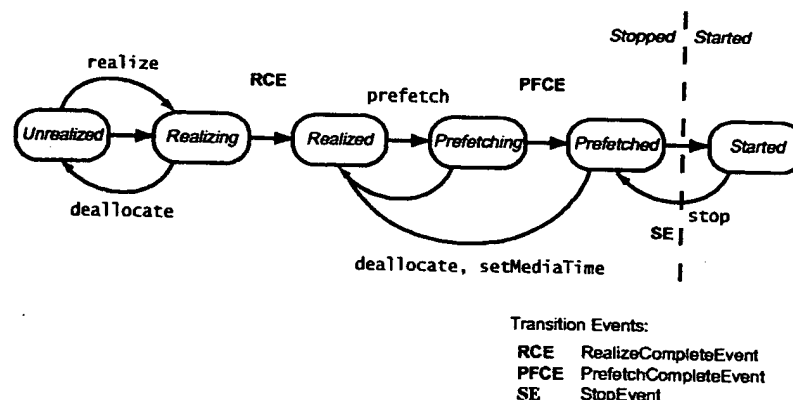 Stopped Started
realize RCE prefetch PFCE
Unrealized Realizing Realized Prefetching Prefetched Started
deallocate
SE stop
deallocate, setMediaTime
Transition Events:
RCE RealizeCompleteEvent
PFCE PrefetchCompleteEvent
SE StopEvent